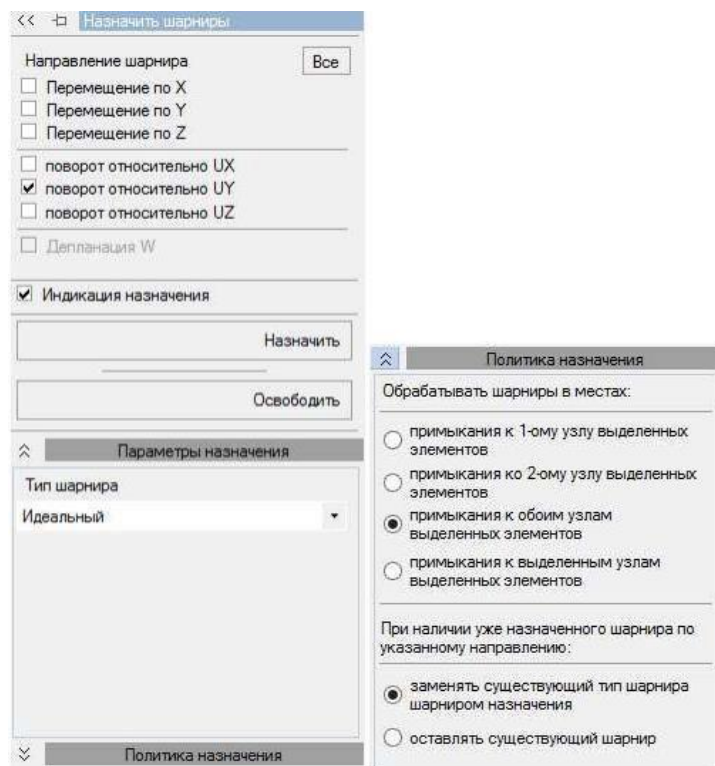 << Назначить шарниры
Направление шарнира Все
Перемещение по X
Перемещение по Y
Перемещение по Z
поворот относительно UX
поворот относительно UY
поворот относительно UZ
Депланация W
Индикация назначения
Назначить
Освободить
Параметры назначения
Тип шарнира
Идеальный
Политика назначения
Политика назначения
Обрабатывать шарниры в местах:
примыкания к 1-ому узлу выделенных
элементов
примыкания ко 2-ому узлу выделенных
элементов
примыкания к обоим узлам
выделенных элементов
примыкания к выделенным узлам
выделенных элементов
При наличии уже назначенного шарнира по
указанному направлению:
заменять существующий тип шарнира
шарниром назначения
оставлять существующий шарнир